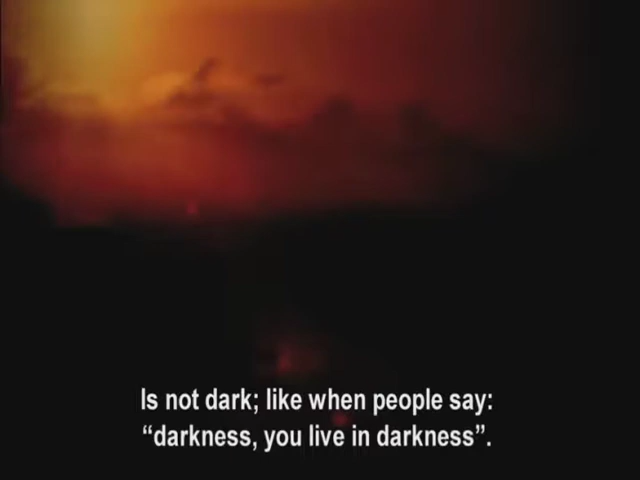 Is not dark; like when people say:
“darkness, you live in darkness”.